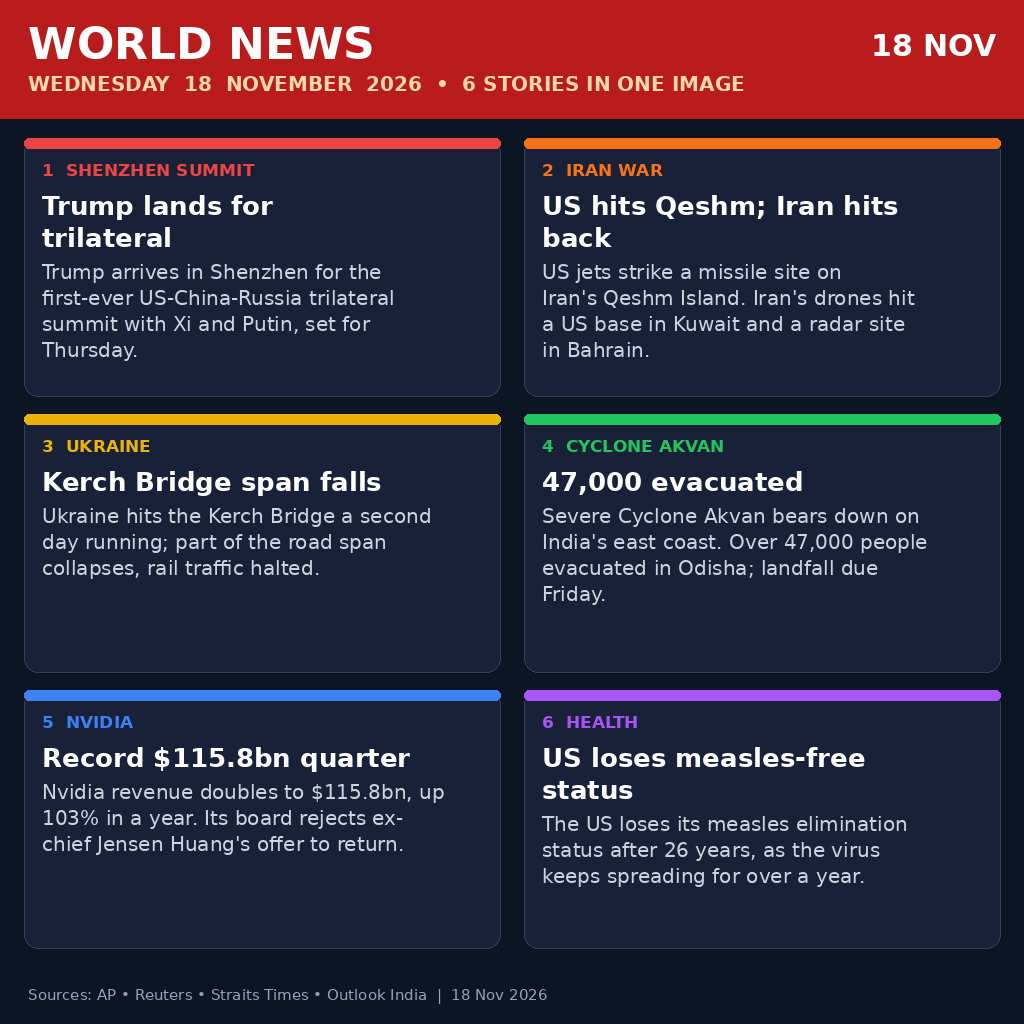 WORLD NEWS
18 NOV
WEDNESDAY 18 NOVEMBER 2026 • 6 STORIES IN ONE IMAGE
1 SHENZHEN SUMMIT
Trump lands for
trilateral
Trump arrives in Shenzhen for the
first-ever US-China-Russia trilateral
summit with Xi and Putin, set for
Thursday.
2 IRAN WAR
US hits Qeshm; Iran hits
back
US jets strike a missile site on
Iran's Qeshm Island. Iran's drones hit
a US base in Kuwait and a radar site
in Bahrain.
3 UKRAINE
Kerch Bridge span falls
Ukraine hits the Kerch Bridge a second
day running; part of the road span
collapses, rail traffic halted.
4 CYCLONE AKVAN
47,000 evacuated
Severe Cyclone Akvan bears down on
India's east coast. Over 47,000 people
evacuated in Odisha; landfall due
Friday.
5 NVIDIA
Record $115.8bn quarter
Nvidia revenue doubles to $115.8bn, up
103% in a year. Its board rejects ex-
chief Jensen Huang's offer to return.
6 HEALTH
US loses measles-free
status
The US loses its measles elimination
status after 26 years, as the virus
keeps spreading for over a year.
Sources: AP • Reuters • Straits Times • Outlook India | 18 Nov 2026